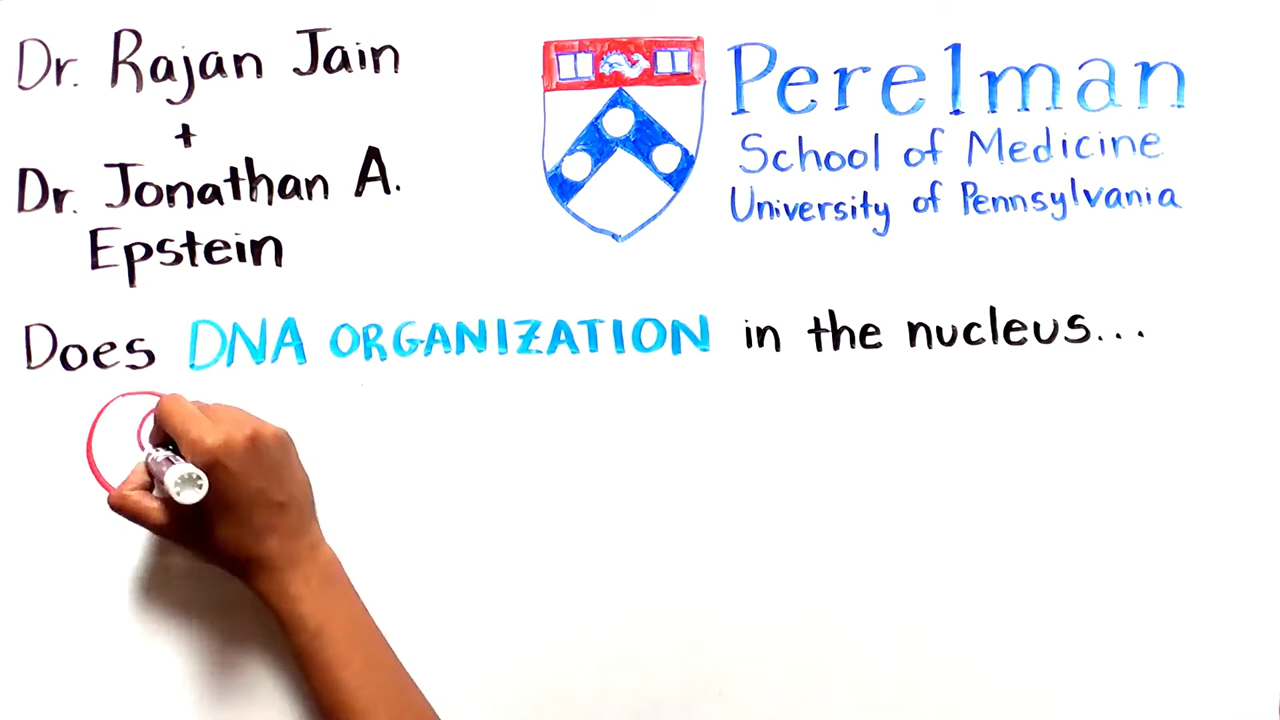 Dr. Rajan Jain
+
Dr. Jonathan A.
Epstein
Perelman
School of Medicine
University of Pennsylvania
Does DNA ORGANIZATION in the nucleus...